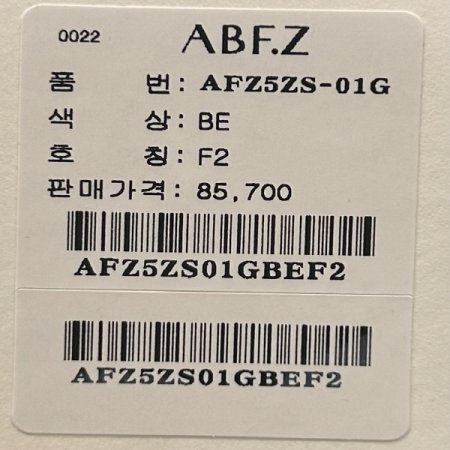 0022 ABF.Z
품 번: AFZ5ZS-01G
색 상: BE
호 칭: F2
판매가격: 85,700
AFZ5ZS01GBEF2
AFZ5ZS01GBEF2